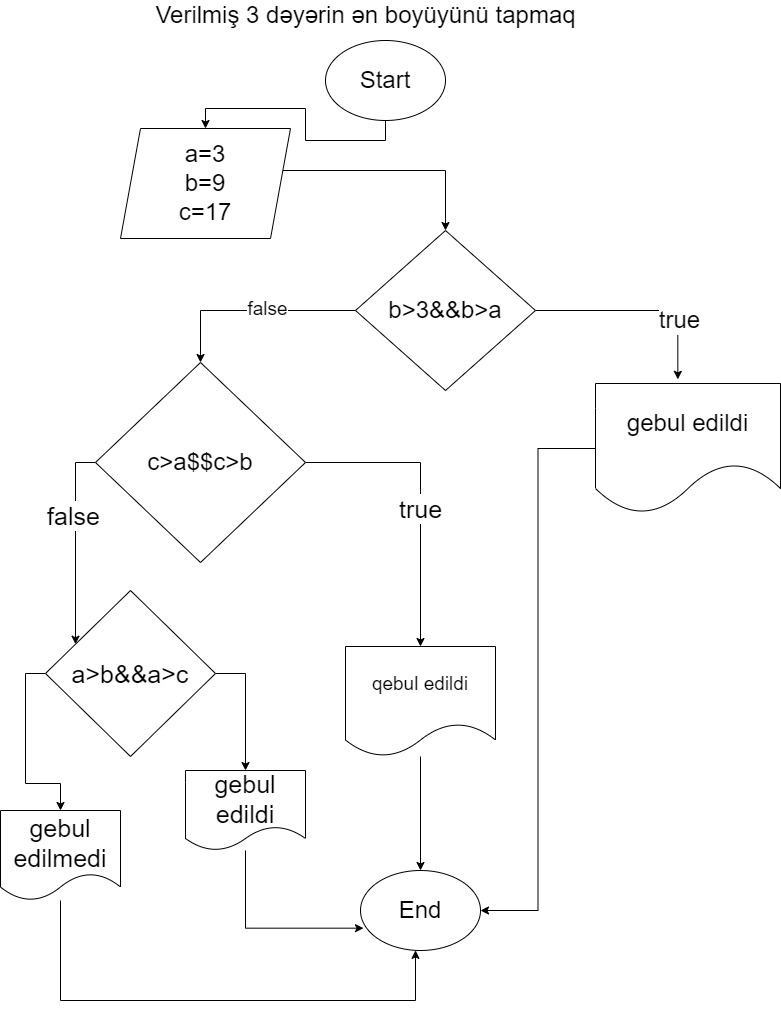 Verilmiş 3 dəyərin ən boyüyünü tapmaq
Start
a=3
b=9
c=17
b>3&&b>a
false
true
gebul edildi
c>a$$c>b
false
true
a>b&&a>c
qebul edildi
gebul
edildi
gebul
edilmedi
End